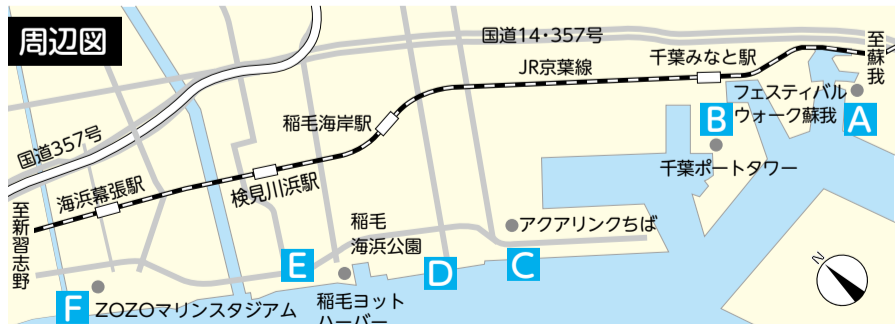 周辺図
国道14・357号
千葉みなと駅
至蘇我
JR京葉線
フェスティバル
ウォーク蘇我
A
B
稲毛海岸駅
千葉ポートタワー
国道357号
海浜幕張駅
検見川浜駅
至新習志野
稲毛
海浜公園
アクアリンクちば
E
D
C
N
F
ZOZOマリンスタジアム
稲毛ヨット
ハーバー